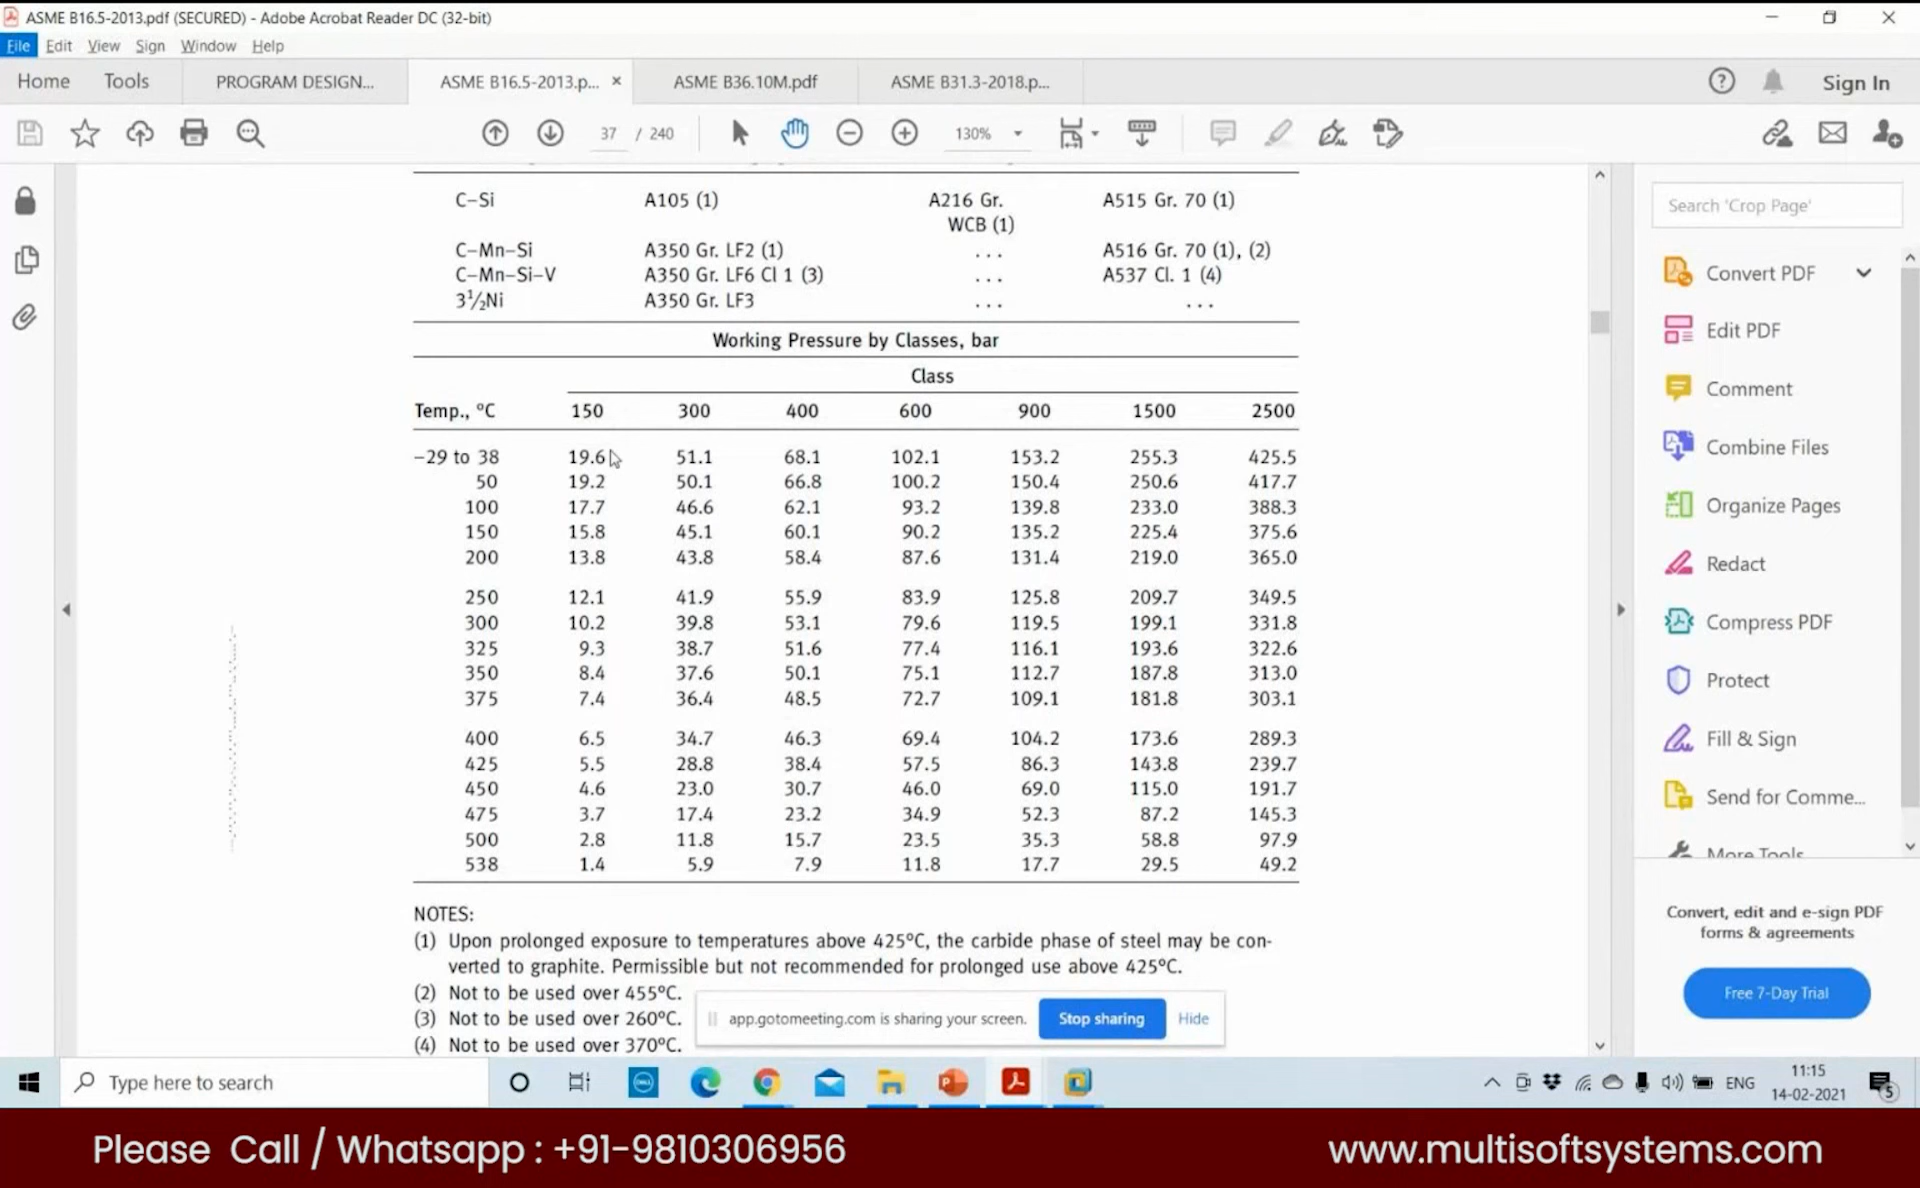 ASME B16.5-2013.pdf (SECURED) - Adobe Acrobat Reader DC (32-bit)
File Edit View Sign Window Help
Home Tools PROGRAM DESIGN... ASME B16.5-2013.p... × ASME B36.10M.pdf ASME B31.3-2018.p... Sign In
37 / 240 130%
C–Si A105 (1) A216 Gr. A515 Gr. 70 (1)
WCB (1)
C–Mn–Si A350 Gr. LF2 (1) ... A516 Gr. 70 (1), (2)
C–Mn–Si–V A350 Gr. LF6 Cl 1 (3) ... A537 Cl. 1 (4)
3½Ni A350 Gr. LF3 ... ...
Working Pressure by Classes, bar
Class
Temp., ºC 150 300 400 600 900 1500 2500
−29 to 38 19.6 51.1 68.1 102.1 153.2 255.3 425.5
50 19.2 50.1 66.8 100.2 150.4 250.6 417.7
100 17.7 46.6 62.1 93.2 139.8 233.0 388.3
150 15.8 45.1 60.1 90.2 135.2 225.4 375.6
200 13.8 43.8 58.4 87.6 131.4 219.0 365.0
250 12.1 41.9 55.9 83.9 125.8 209.7 349.5
300 10.2 39.8 53.1 79.6 119.5 199.1 331.8
325 9.3 38.7 51.6 77.4 116.1 193.6 322.6
350 8.4 37.6 50.1 75.1 112.7 187.8 313.0
375 7.4 36.4 48.5 72.7 109.1 181.8 303.1
400 6.5 34.7 46.3 69.4 104.2 173.6 289.3
425 5.5 28.8 38.4 57.5 86.3 143.8 239.7
450 4.6 23.0 30.7 46.0 69.0 115.0 191.7
475 3.7 17.4 23.2 34.9 52.3 87.2 145.3
500 2.8 11.8 15.7 23.5 35.3 58.8 97.9
538 1.4 5.9 7.9 11.8 17.7 29.5 49.2
NOTES:
(1) Upon prolonged exposure to temperatures above 425ºC, the carbide phase of steel may be con-
verted to graphite. Permissible but not recommended for prolonged use above 425ºC.
(2) Not to be used over 455ºC.
(3) Not to be used over 260ºC.
(4) Not to be used over 370ºC.
app.gotomeeting.com is sharing your screen. Stop sharing Hide
Search 'Crop Page'
Convert PDF
Edit PDF
Comment
Combine Files
Organize Pages
Redact
Compress PDF
Protect
Fill & Sign
Send for Comme...
More Tools
Convert, edit and e-sign PDF
forms & agreements
Free 7-Day Trial
Type here to search
DELL
ENG
11:15
14-02-2021
5
Please Call / Whatsapp : +91-9810306956
www.multisoftsystems.com